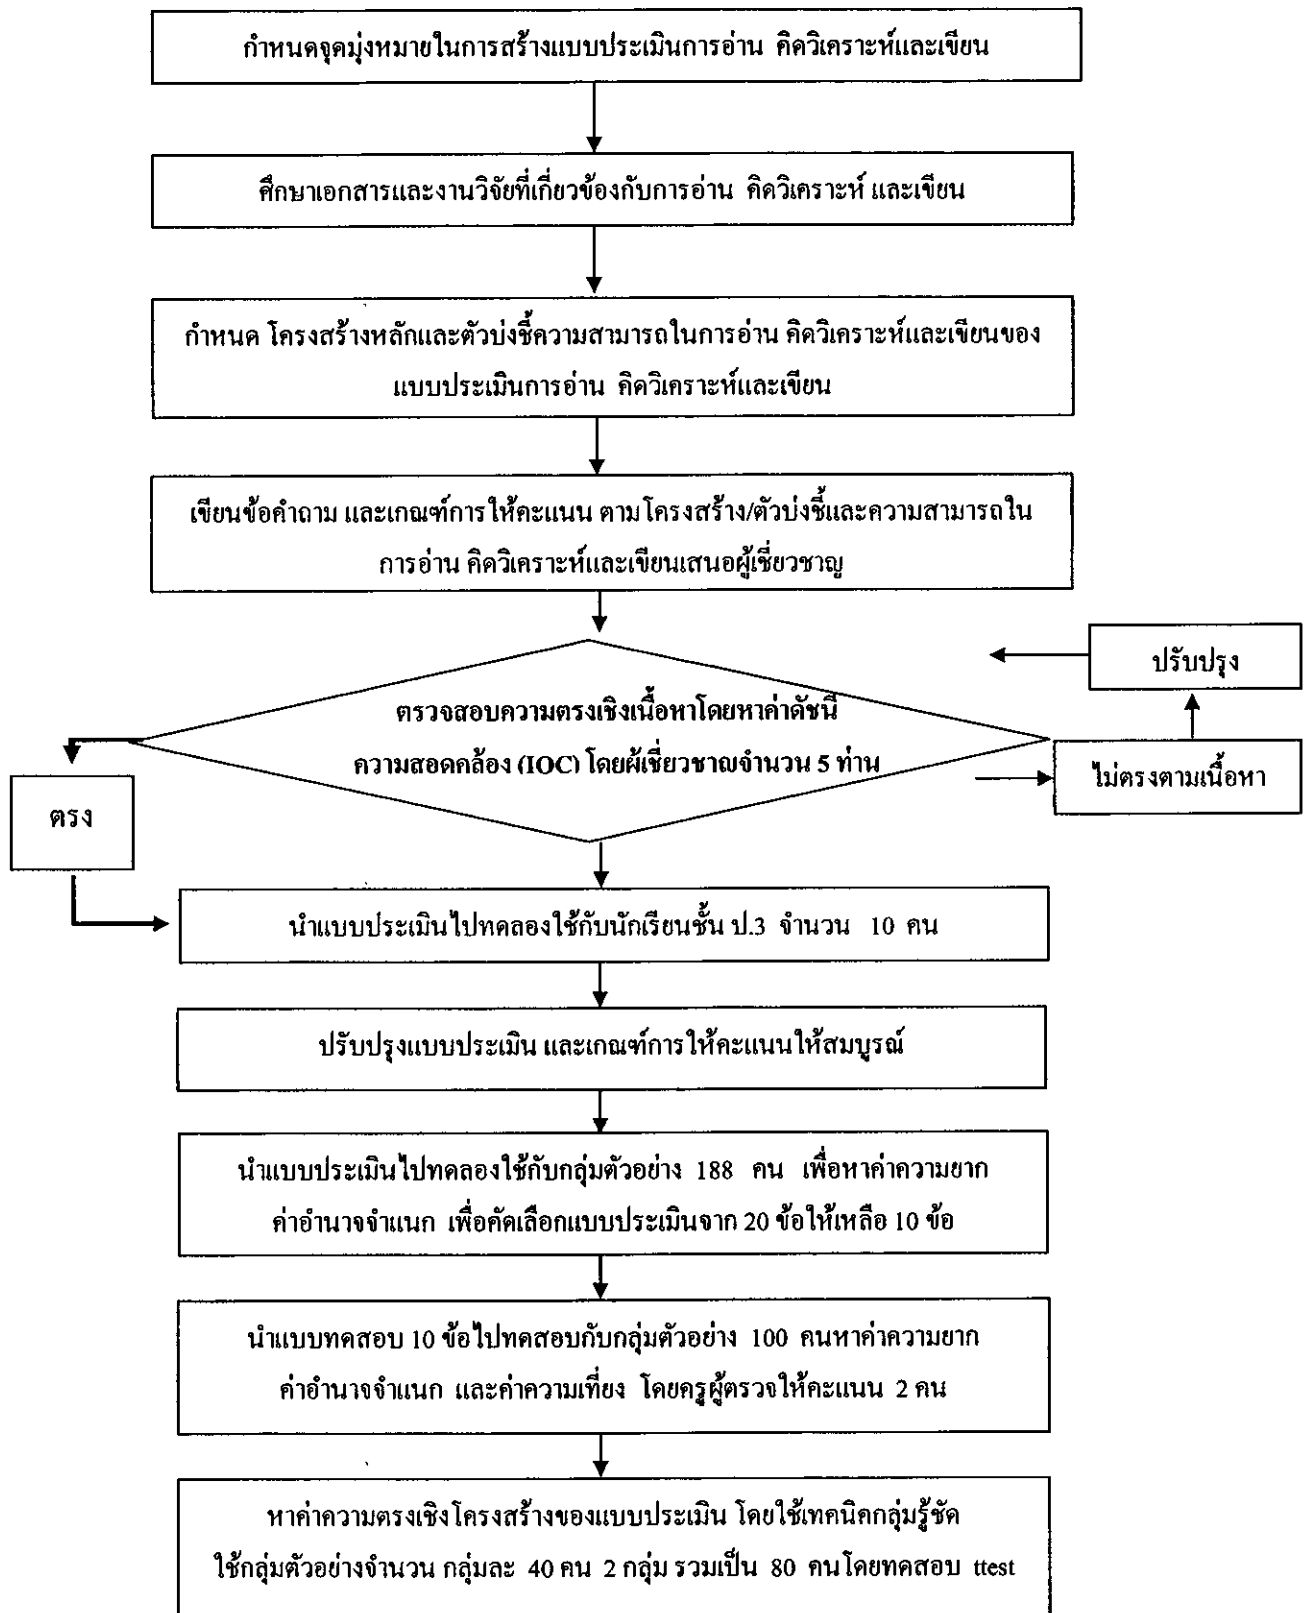 กำหนดจุดมุ่งหมายในการสร้างแบบประเมินการอ่าน คิดวิเคราะห์และเขียน
ศึกษาเอกสารและงานวิจัยที่เกี่ยวข้องกับการอ่าน คิดวิเคราะห์ และเขียน
กำหนด โครงสร้างหลักและตัวบ่งชี้ความสามารถในการอ่าน คิดวิเคราะห์และเขียนของ
แบบประเมินการอ่าน คิดวิเคราะห์และเขียน
เขียนข้อคำถาม และเกณฑ์การให้คะแนน ตามโครงสร้าง/ตัวบ่งชี้และความสามารถใน
การอ่าน คิดวิเคราะห์และเขียนเสนอผู้เชี่ยวชาญ
ปรับปรุง
ตรวจสอบความตรงเชิงเนื้อหาโดยหาค่าดัชนี
ความสอดคล้อง (IOC) โดยผู้เชี่ยวชาญจำนวน 5 ท่าน
ไม่ตรงตามเนื้อหา
ตรง
นำแบบประเมินไปทดลองใช้กับนักเรียนชั้น ป.3 จำนวน 10 คน
ปรับปรุงแบบประเมิน และเกณฑ์การให้คะแนนให้สมบูรณ์
นำแบบประเมินไปทดลองใช้กับกลุ่มตัวอย่าง 188 คน เพื่อหาค่าความยาก
ค่าอำนาจจำแนก เพื่อคัดเลือกแบบประเมินจาก 20 ข้อให้เหลือ 10 ข้อ
นำแบบทดสอบ 10 ข้อไปทดสอบกับกลุ่มตัวอย่าง 100 คนหาค่าความยาก
ค่าอำนาจจำแนก และค่าความเที่ยง โดยครูผู้ตรวจให้คะแนน 2 คน
หาค่าความตรงเชิงโครงสร้างของแบบประเมิน โดยใช้เทคนิคกลุ่มรู้ชัด
ใช้กลุ่มตัวอย่างจำนวน กลุ่มละ 40 คน 2 กลุ่ม รวมเป็น 80 คนโดยทดสอบ ttest